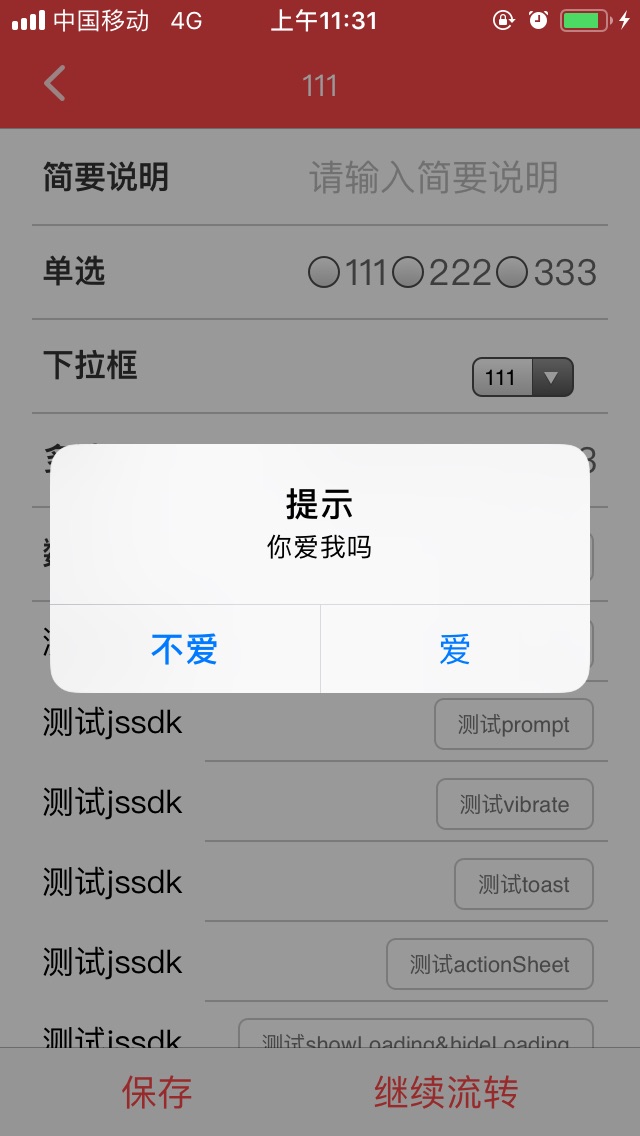 中国移动 4G 上午11:31
111
简要说明 请输入简要说明
单选 111 222 333
下拉框 111
提示
你爱我吗
不爱 爱
测试jssdk 测试prompt
测试jssdk 测试vibrate
测试jssdk 测试toast
测试jssdk 测试actionSheet
测试jssdk 测试showLoading&hideLoading
保存 继续流转